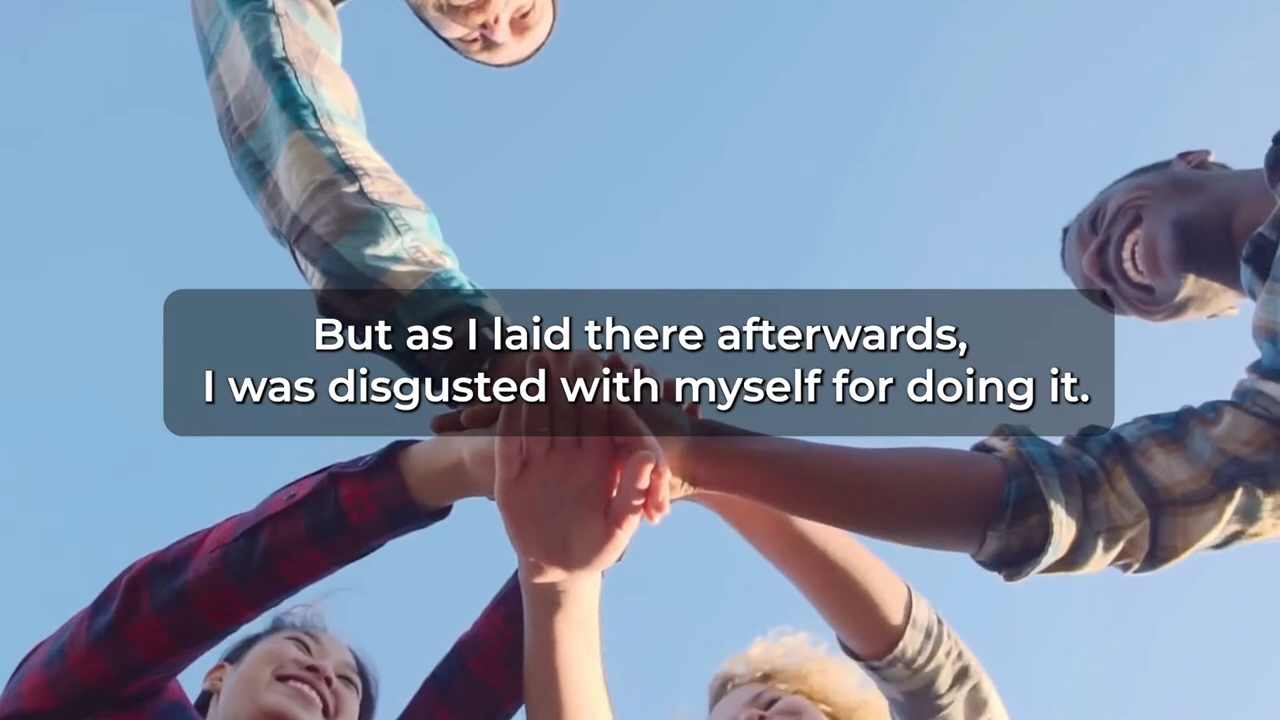 But as I laid there afterwards,
I was disgusted with myself for doing it.